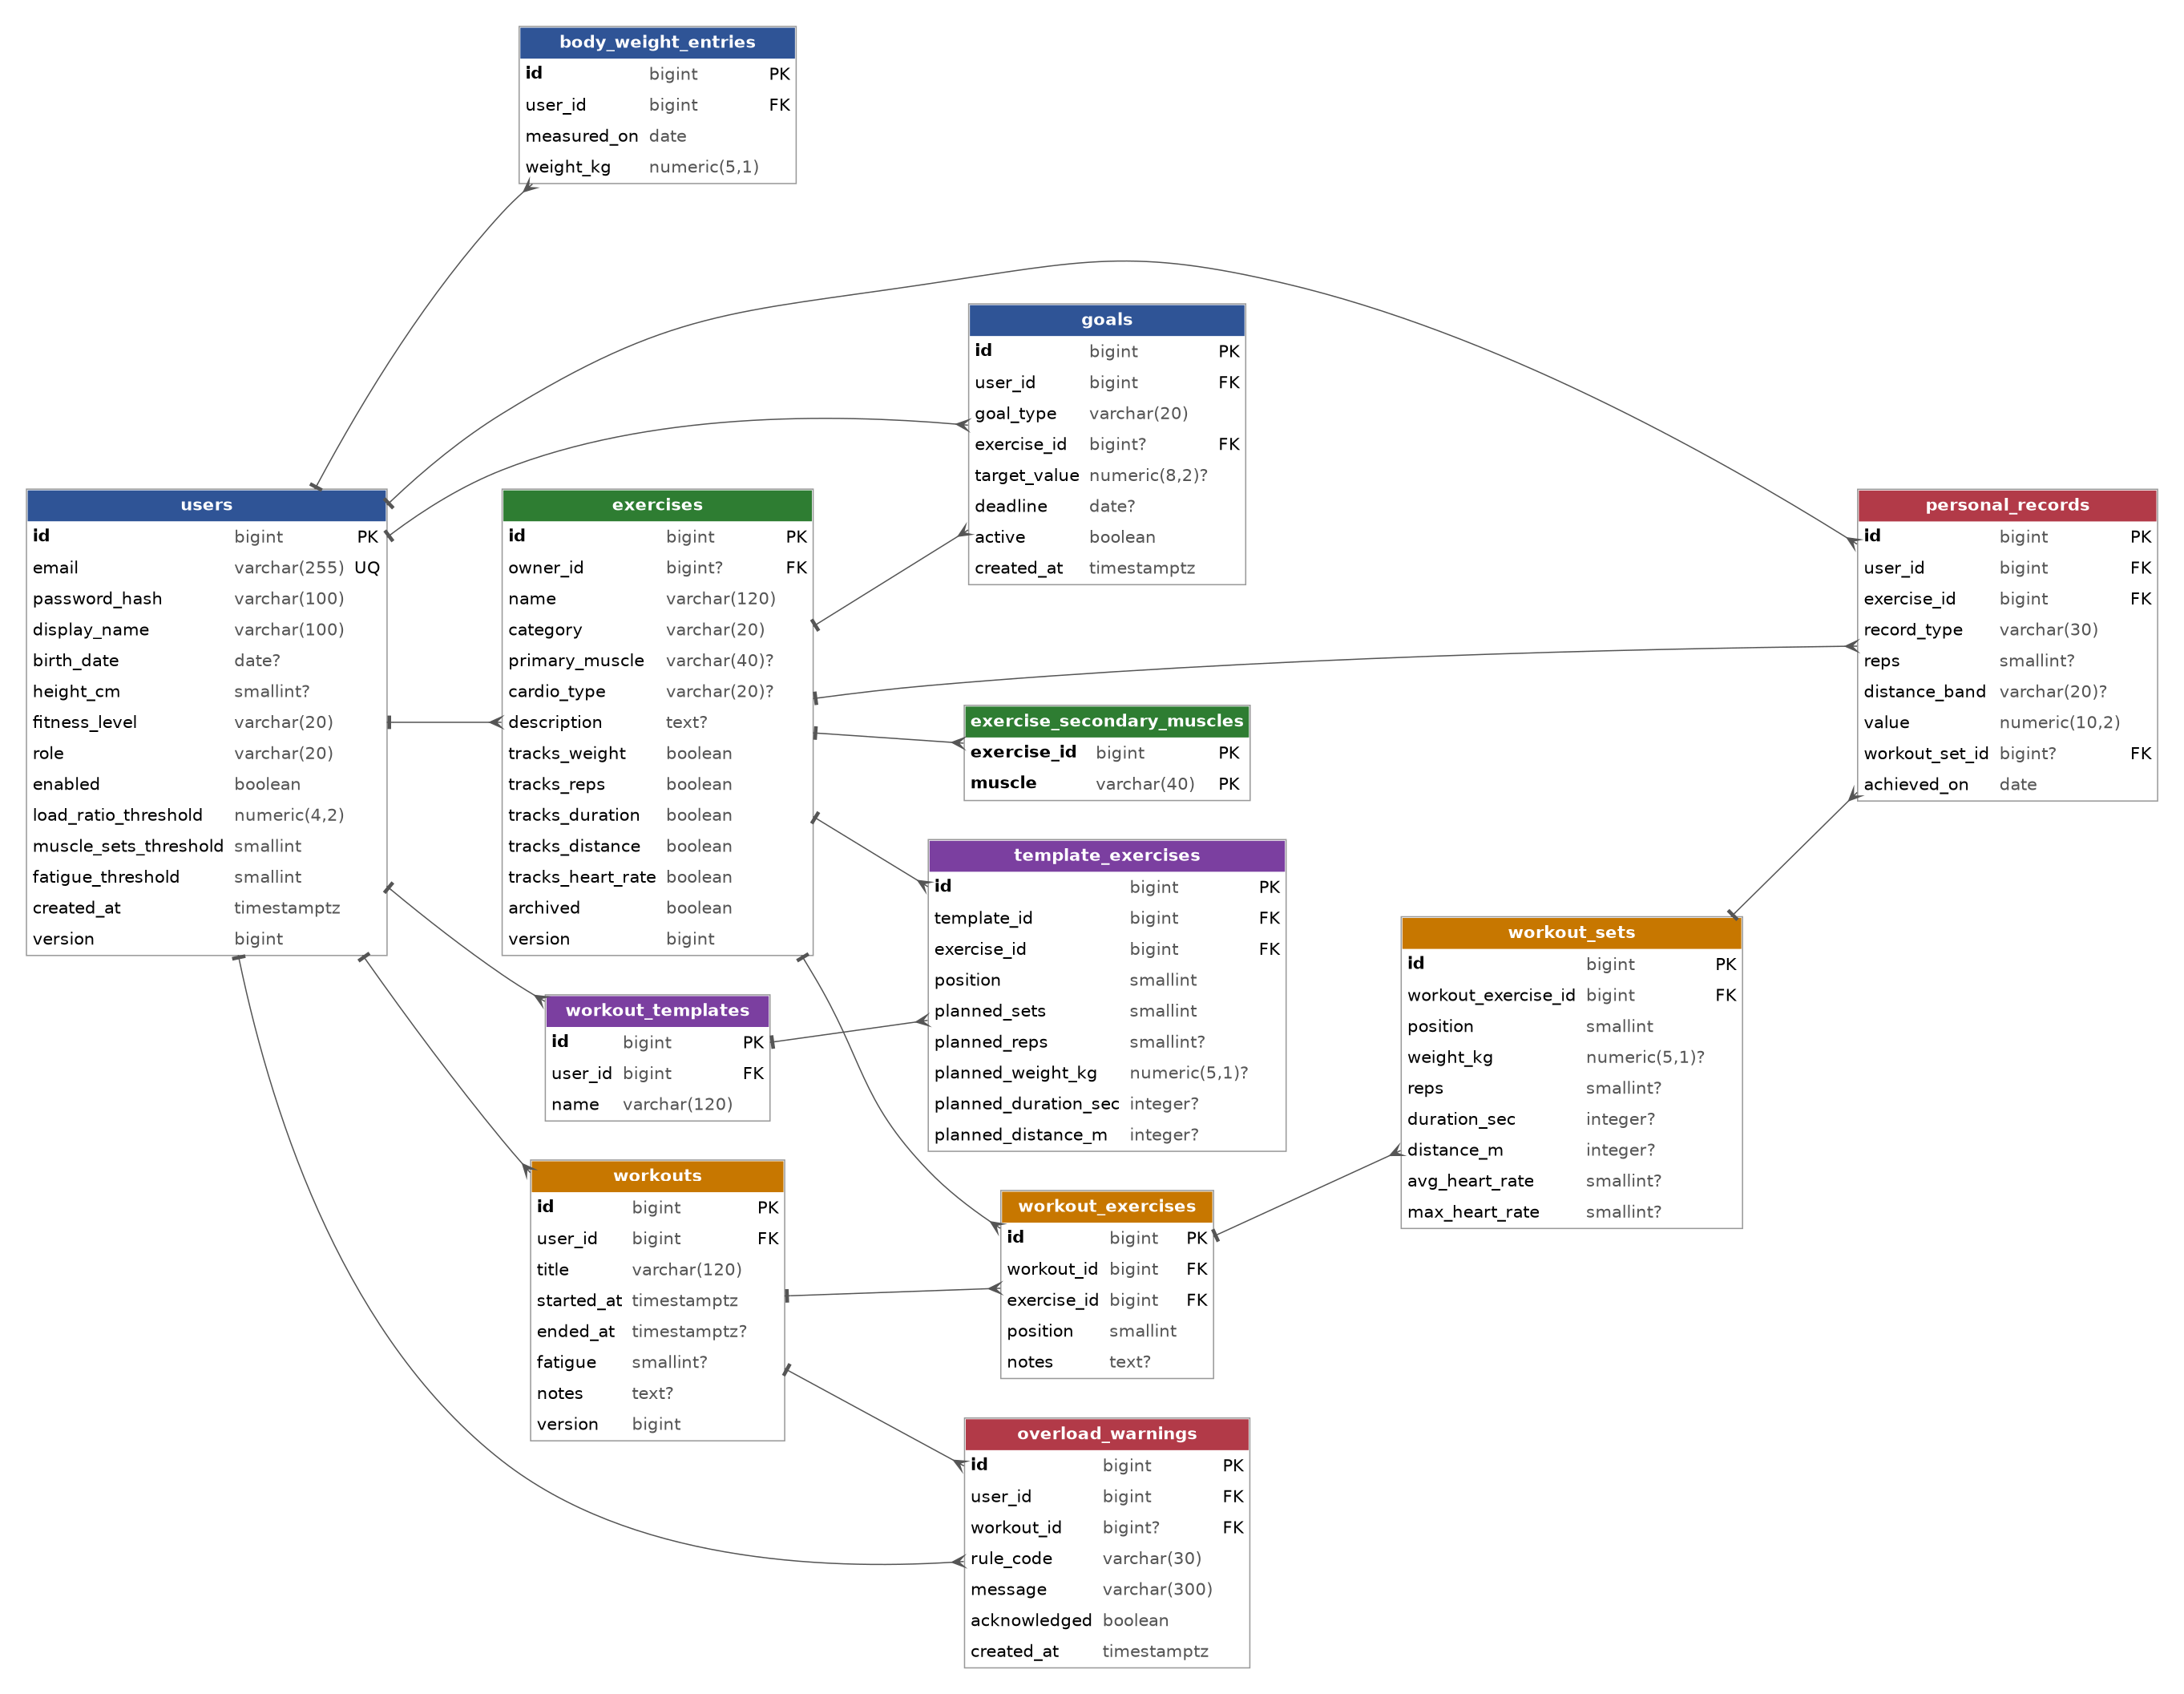 body_weight_entries
id bigint PK
user_id bigint FK
measured_on date
weight_kg numeric(5,1)
goals
id bigint PK
user_id bigint FK
goal_type varchar(20)
exercise_id bigint? FK
target_value numeric(8,2)?
deadline date?
active boolean
created_at timestamptz
users
id bigint PK
email varchar(255) UQ
password_hash varchar(100)
display_name varchar(100)
birth_date date?
height_cm smallint?
fitness_level varchar(20)
role varchar(20)
enabled boolean
load_ratio_threshold numeric(4,2)
muscle_sets_threshold smallint
fatigue_threshold smallint
created_at timestamptz
version bigint
exercises
id bigint PK
owner_id bigint? FK
name varchar(120)
category varchar(20)
primary_muscle varchar(40)?
cardio_type varchar(20)?
description text?
tracks_weight boolean
tracks_reps boolean
tracks_duration boolean
tracks_distance boolean
tracks_heart_rate boolean
archived boolean
version bigint
personal_records
id bigint PK
user_id bigint FK
exercise_id bigint FK
record_type varchar(30)
reps smallint?
distance_band varchar(20)?
value numeric(10,2)
workout_set_id bigint? FK
achieved_on date
exercise_secondary_muscles
exercise_id bigint PK
muscle varchar(40) PK
template_exercises
id bigint PK
template_id bigint FK
exercise_id bigint FK
position smallint
planned_sets smallint
planned_reps smallint?
planned_weight_kg numeric(5,1)?
planned_duration_sec integer?
planned_distance_m integer?
workout_sets
id bigint PK
workout_exercise_id bigint FK
position smallint
weight_kg numeric(5,1)?
reps smallint?
duration_sec integer?
distance_m integer?
avg_heart_rate smallint?
max_heart_rate smallint?
workout_templates
id bigint PK
user_id bigint FK
name varchar(120)
workouts
id bigint PK
user_id bigint FK
title varchar(120)
started_at timestamptz
ended_at timestamptz?
fatigue smallint?
notes text?
version bigint
workout_exercises
id bigint PK
workout_id bigint FK
exercise_id bigint FK
position smallint
notes text?
overload_warnings
id bigint PK
user_id bigint FK
workout_id bigint? FK
rule_code varchar(30)
message varchar(300)
acknowledged boolean
created_at timestamptz